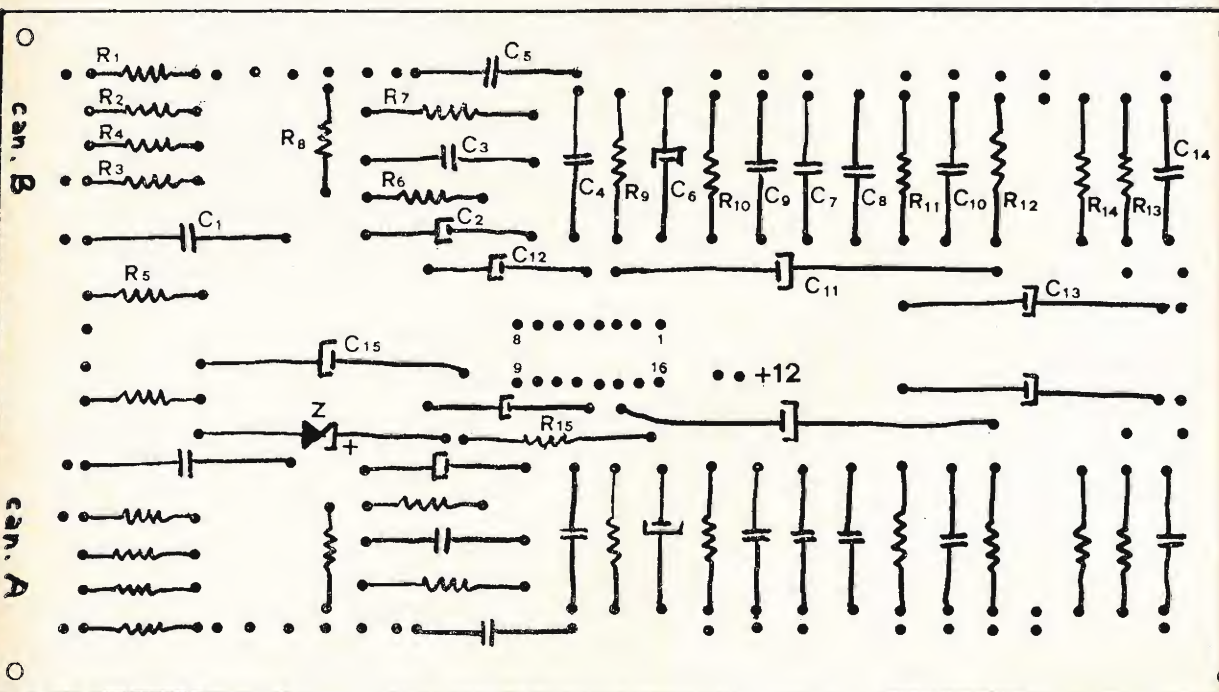 R1
C5
R2
R7
R4
R8
C3
R3
R6
can. B
C4 R9 C6 R10 C9 C7 C8 R11 C10 R12 R14 R13 C14
C1
C2
C12
R5
C11
C13
8 1
C15
9 16
+12
Z
+
R15
can. A